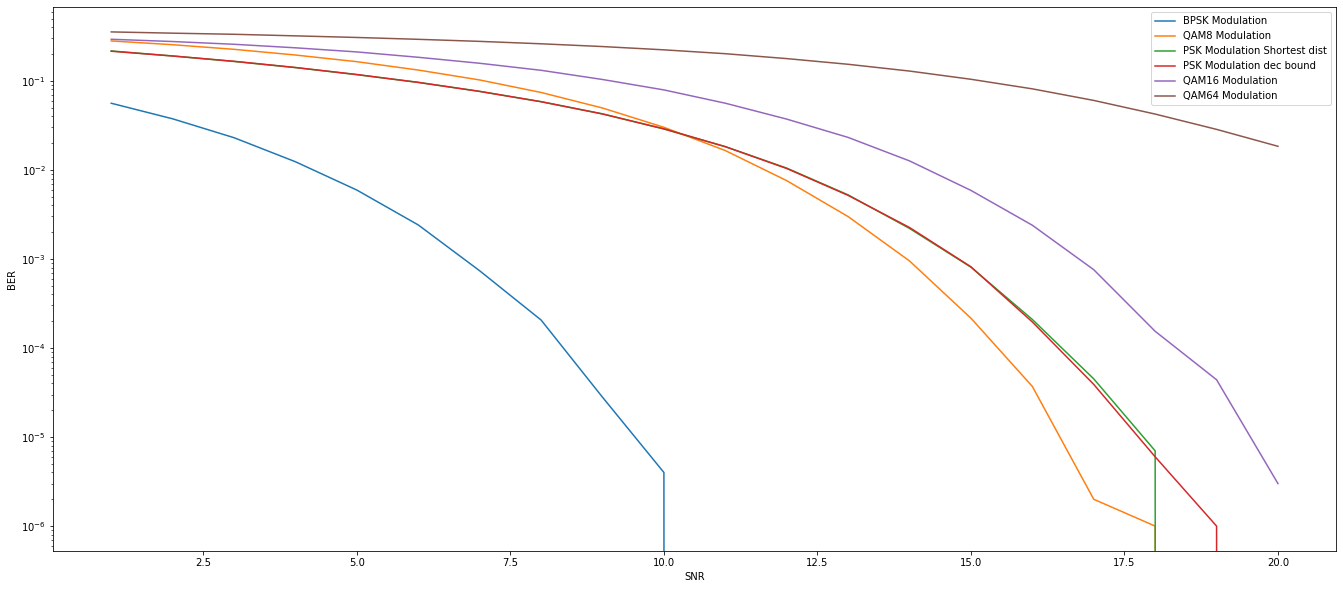 BPSK Modulation
QAM8 Modulation
PSK Modulation Shortest dist
PSK Modulation dec bound
QAM16 Modulation
QAM64 Modulation
10⁻¹
10⁻²
10⁻³
10⁻⁴
10⁻⁵
10⁻⁶
BER
2.5 5.0 7.5 10.0 12.5 15.0 17.5 20.0
SNR